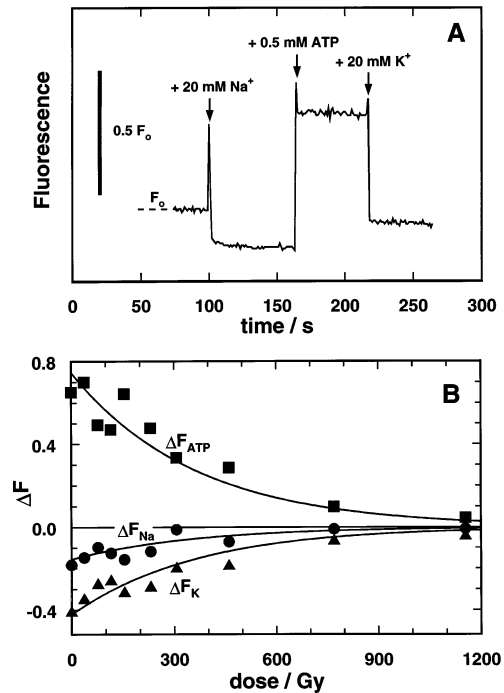 A
+ 0.5 mM ATP
+ 20 mM Na⁺
+ 20 mM K⁺
0.5 Fₒ
Fₒ
Fluorescence
0 50 100 150 200 250 300
time / s
B
0.8
0.4
0.0
-0.4
ΔF
ΔF_ATP
ΔF_Na
ΔF_K
0 300 600 900 1200
dose / Gy